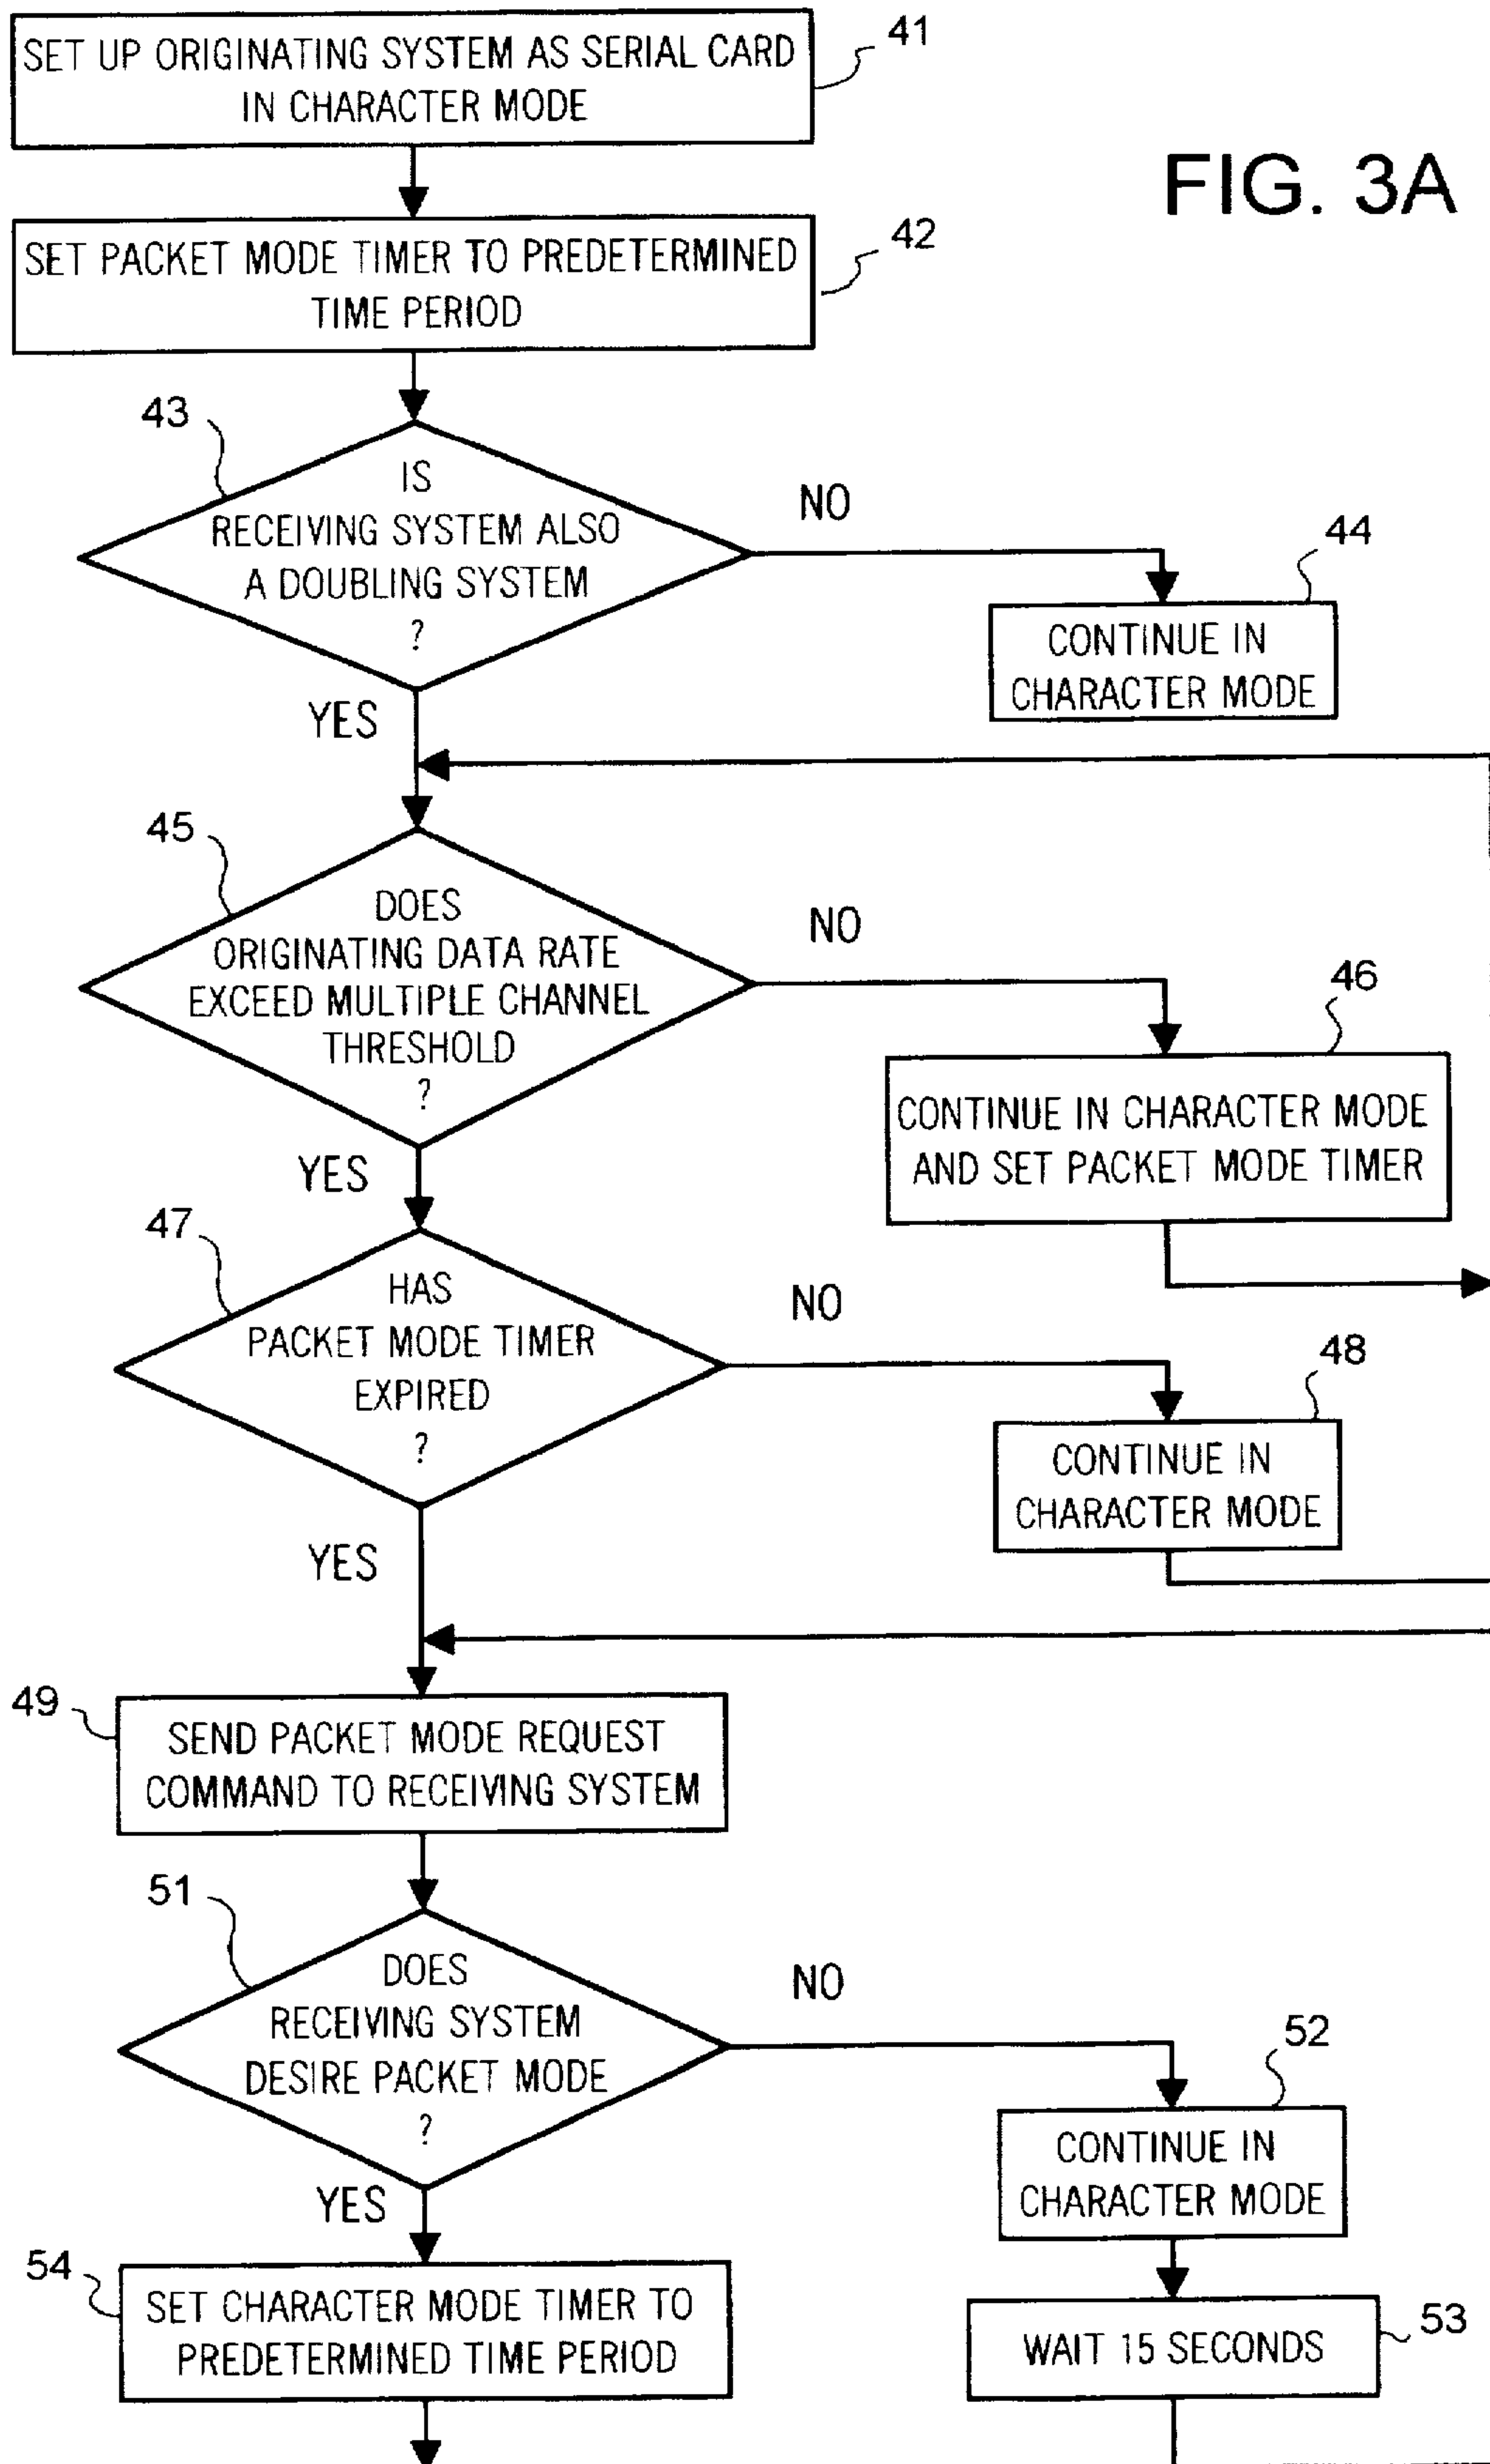 SET UP ORIGINATING SYSTEM AS SERIAL CARD
IN CHARACTER MODE
41
FIG. 3A
SET PACKET MODE TIMER TO PREDETERMINED
TIME PERIOD
42
43
IS
RECEIVING SYSTEM ALSO
A DOUBLING SYSTEM
?
NO
44
CONTINUE IN
CHARACTER MODE
YES
45
DOES
ORIGINATING DATA RATE
EXCEED MULTIPLE CHANNEL
THRESHOLD
?
NO
46
CONTINUE IN CHARACTER MODE
AND SET PACKET MODE TIMER
YES
47
HAS
PACKET MODE TIMER
EXPIRED
?
NO
48
CONTINUE IN
CHARACTER MODE
YES
49
SEND PACKET MODE REQUEST
COMMAND TO RECEIVING SYSTEM
51
DOES
RECEIVING SYSTEM
DESIRE PACKET MODE
?
NO
52
CONTINUE IN
CHARACTER MODE
YES
54
SET CHARACTER MODE TIMER TO
PREDETERMINED TIME PERIOD
WAIT 15 SECONDS
53